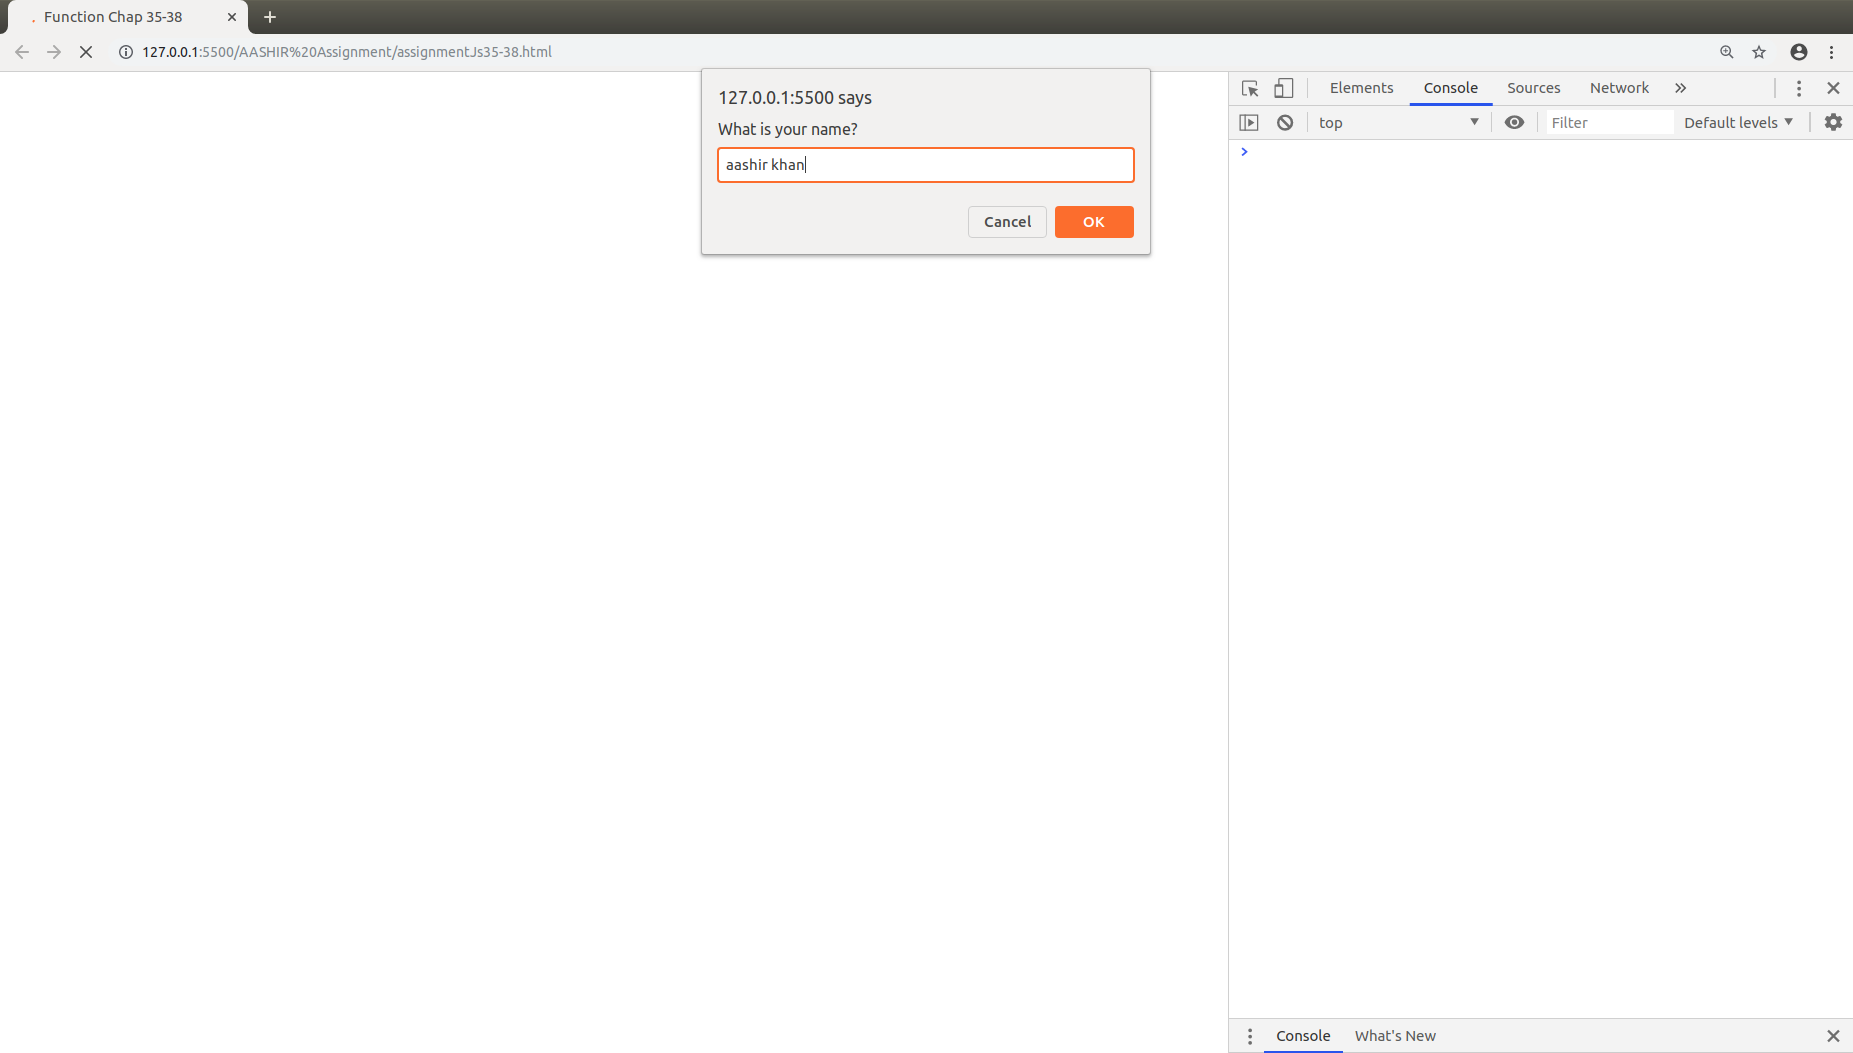 Function Chap 35-38
127.0.0.1:5500/AASHIR%20Assignment/assignmentJs35-38.html
127.0.0.1:5500 says
What is your name?
aashir khan
Cancel OK
Elements Console Sources Network
top Filter Default levels
Console What's New